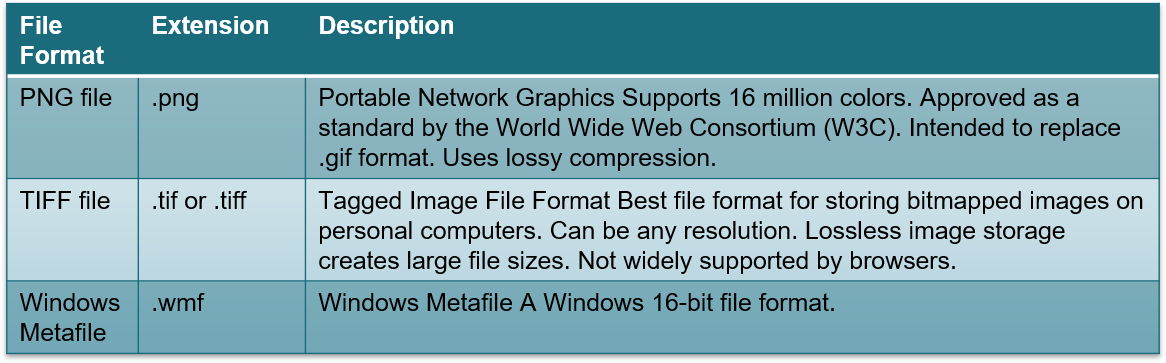 File Format
Extension
Description
PNG file
.png
Portable Network Graphics Supports 16 million colors. Approved as a
standard by the World Wide Web Consortium (W3C). Intended to replace
.gif format. Uses lossy compression.
TIFF file
.tif or .tiff
Tagged Image File Format Best file format for storing bitmapped images on
personal computers. Can be any resolution. Lossless image storage
creates large file sizes. Not widely supported by browsers.
Windows
Metafile
.wmf
Windows Metafile A Windows 16-bit file format.